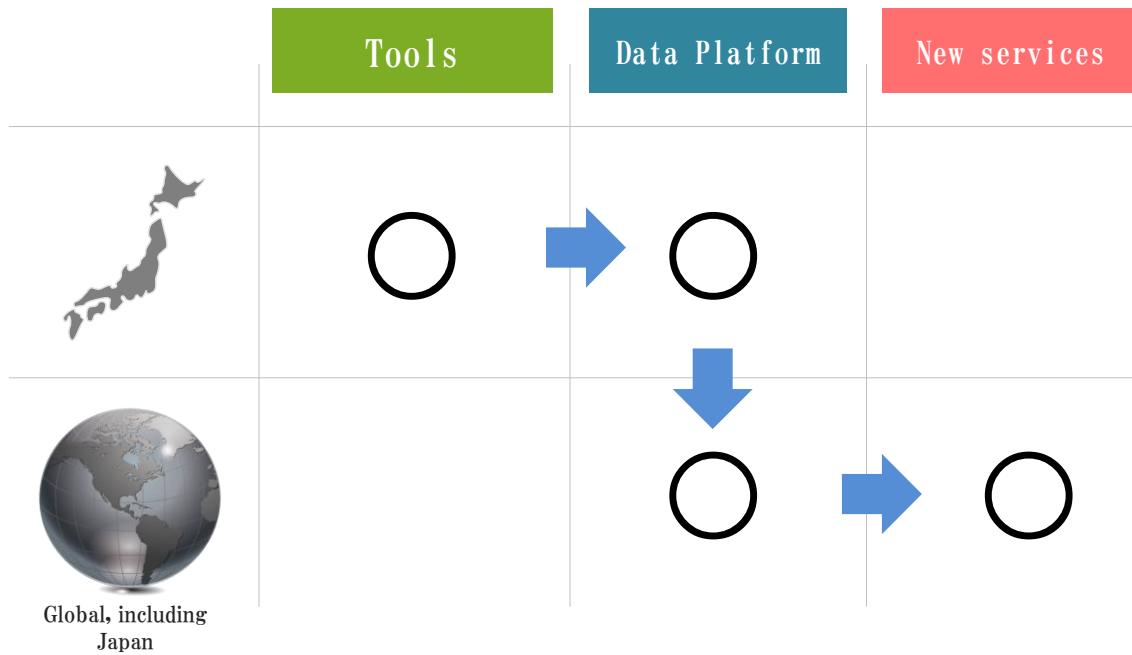 Tools
Data Platform
New services
Global, including
Japan